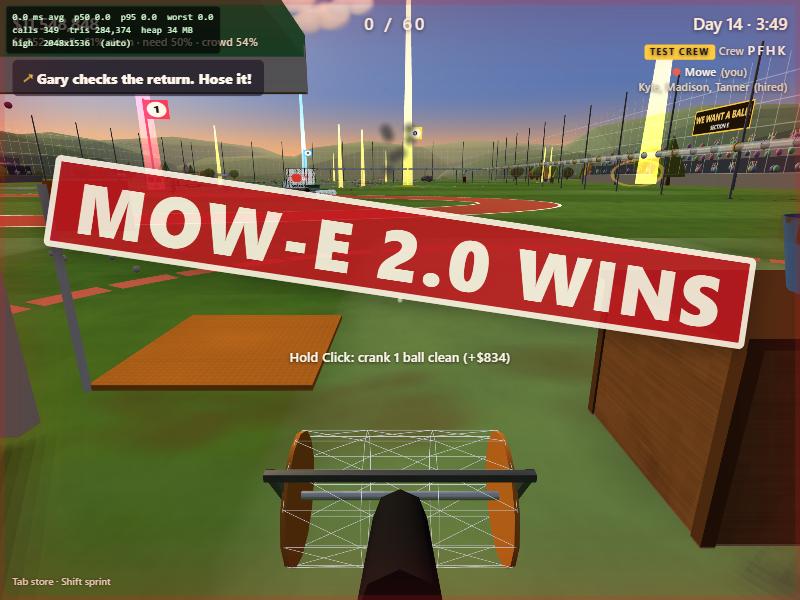 0.0 ms avg p50 0.0 p95 0.0 worst 0.0
calls 349 tris 284,374 heap 34 MB
high 2048x1536 (auto)
need 50% · crowd 54%
↗ Gary checks the return. Hose it!
0 / 60
Day 14 · 3:49
TEST CREW Crew PFHK
Mowe (you)
Kyle, Madison, Tanner (hired)
1
WE WANT A BALL
SECTION E
MOW-E 2.0 WINS
Hold Click: crank 1 ball clean (+$834)
Tab store · Shift sprint